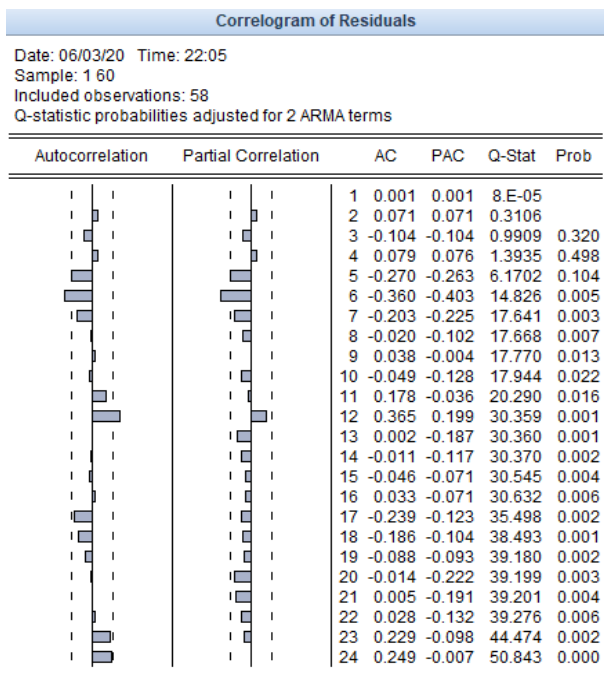 Correlogram of Residuals
Date: 06/03/20 Time: 22:05
Sample: 1 60
Included observations: 58
Q-statistic probabilities adjusted for 2 ARMA terms
Autocorrelation Partial Correlation AC PAC Q-Stat Prob
1 0.001 0.001 8.E-05
2 0.071 0.071 0.3106
3 -0.104 -0.104 0.9909 0.320
4 0.079 0.076 1.3935 0.498
5 -0.270 -0.263 6.1702 0.104
6 -0.360 -0.403 14.826 0.005
7 -0.203 -0.225 17.641 0.003
8 -0.020 -0.102 17.668 0.007
9 0.038 -0.004 17.770 0.013
10 -0.049 -0.128 17.944 0.022
11 0.178 -0.036 20.290 0.016
12 0.365 0.199 30.359 0.001
13 0.002 -0.187 30.360 0.001
14 -0.011 -0.117 30.370 0.002
15 -0.046 -0.071 30.545 0.004
16 0.033 -0.071 30.632 0.006
17 -0.239 -0.123 35.498 0.002
18 -0.186 -0.104 38.493 0.001
19 -0.088 -0.093 39.180 0.002
20 -0.014 -0.222 39.199 0.003
21 0.005 -0.191 39.201 0.004
22 0.028 -0.132 39.276 0.006
23 0.229 -0.098 44.474 0.002
24 0.249 -0.007 50.843 0.000